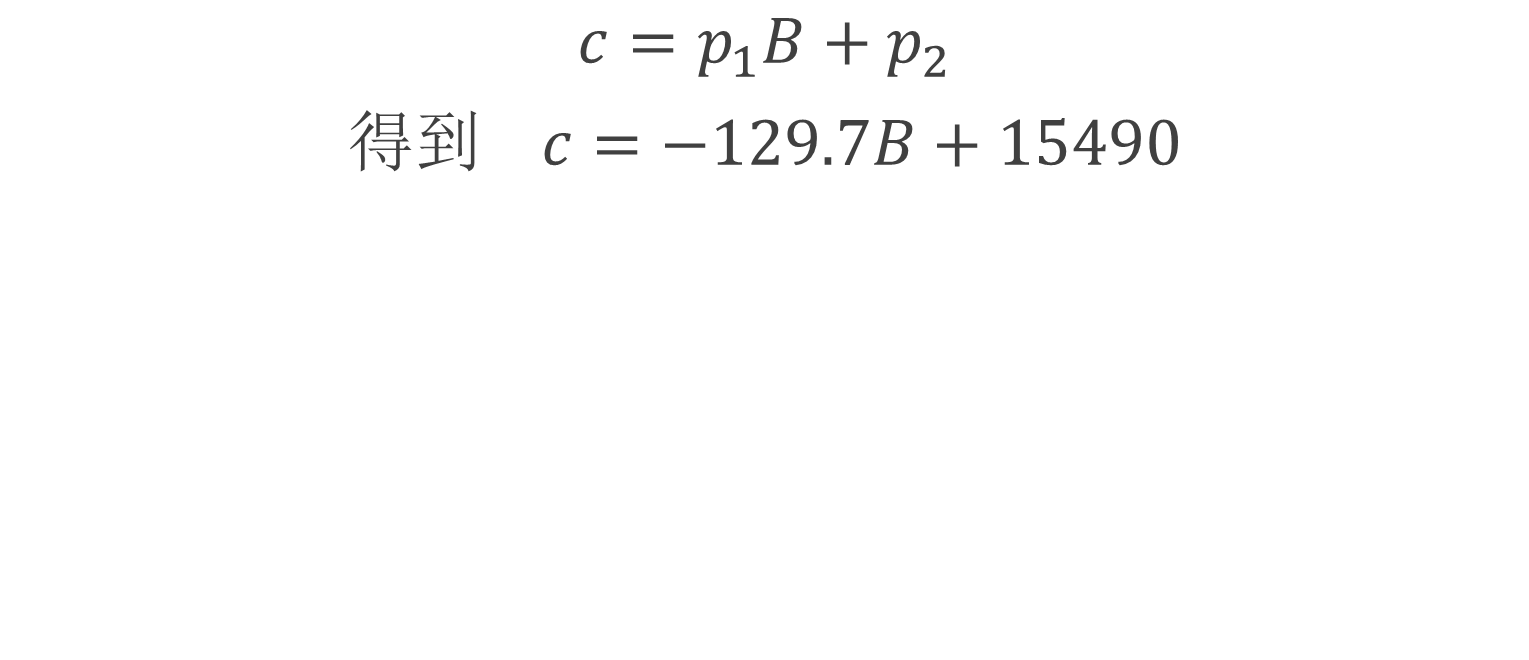 c = p₁B + p₂
得到 c = −129.7B + 15490